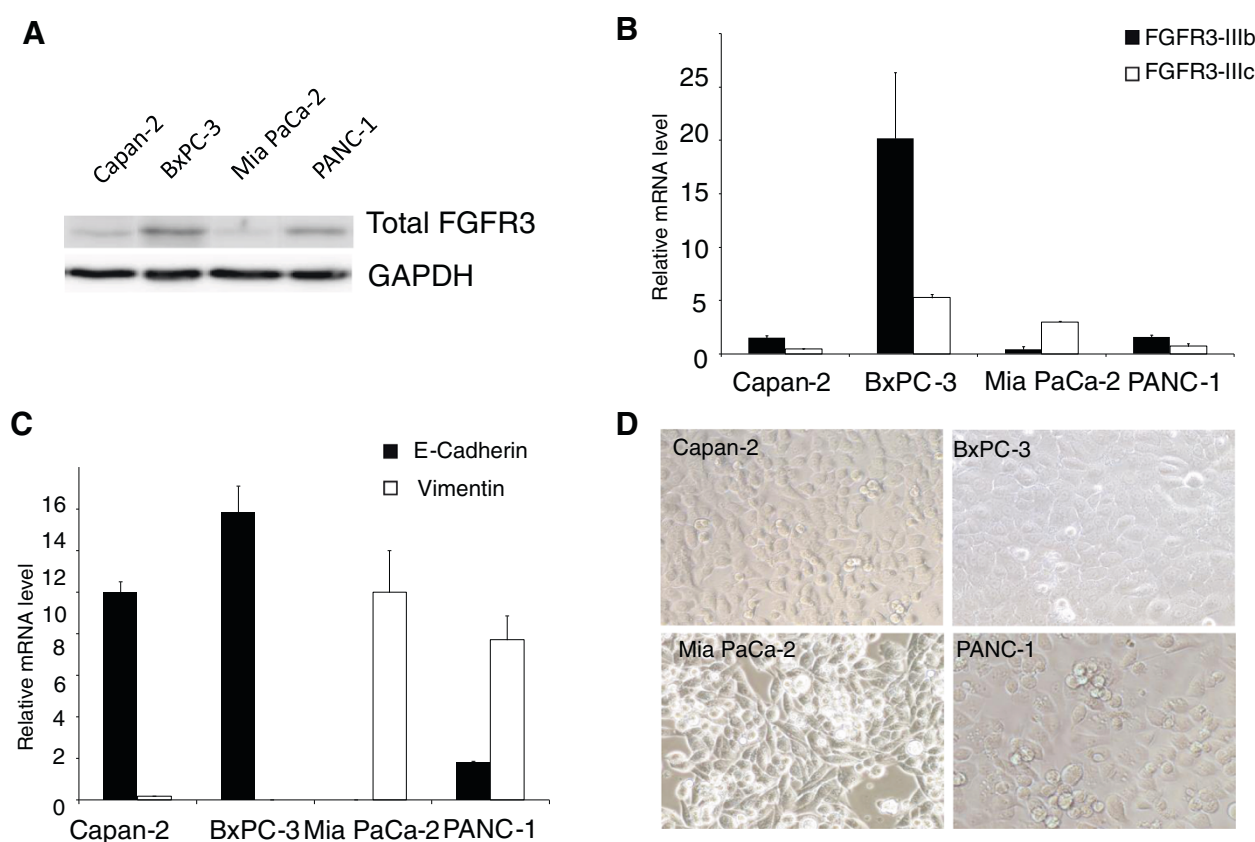 A
Capan-2
BxPC-3
Mia PaCa-2
PANC-1
Total FGFR3
GAPDH
B
FGFR3-IIIb
FGFR3-IIIc
Relative mRNA level
25
20
15
10
5
0
Capan-2 BxPC-3 Mia PaCa-2 PANC-1
C
E-Cadherin
Vimentin
Relative mRNA level
16
14
12
10
8
6
4
2
0
Capan-2 BxPC-3 Mia PaCa-2 PANC-1
D
Capan-2
BxPC-3
Mia PaCa-2
PANC-1